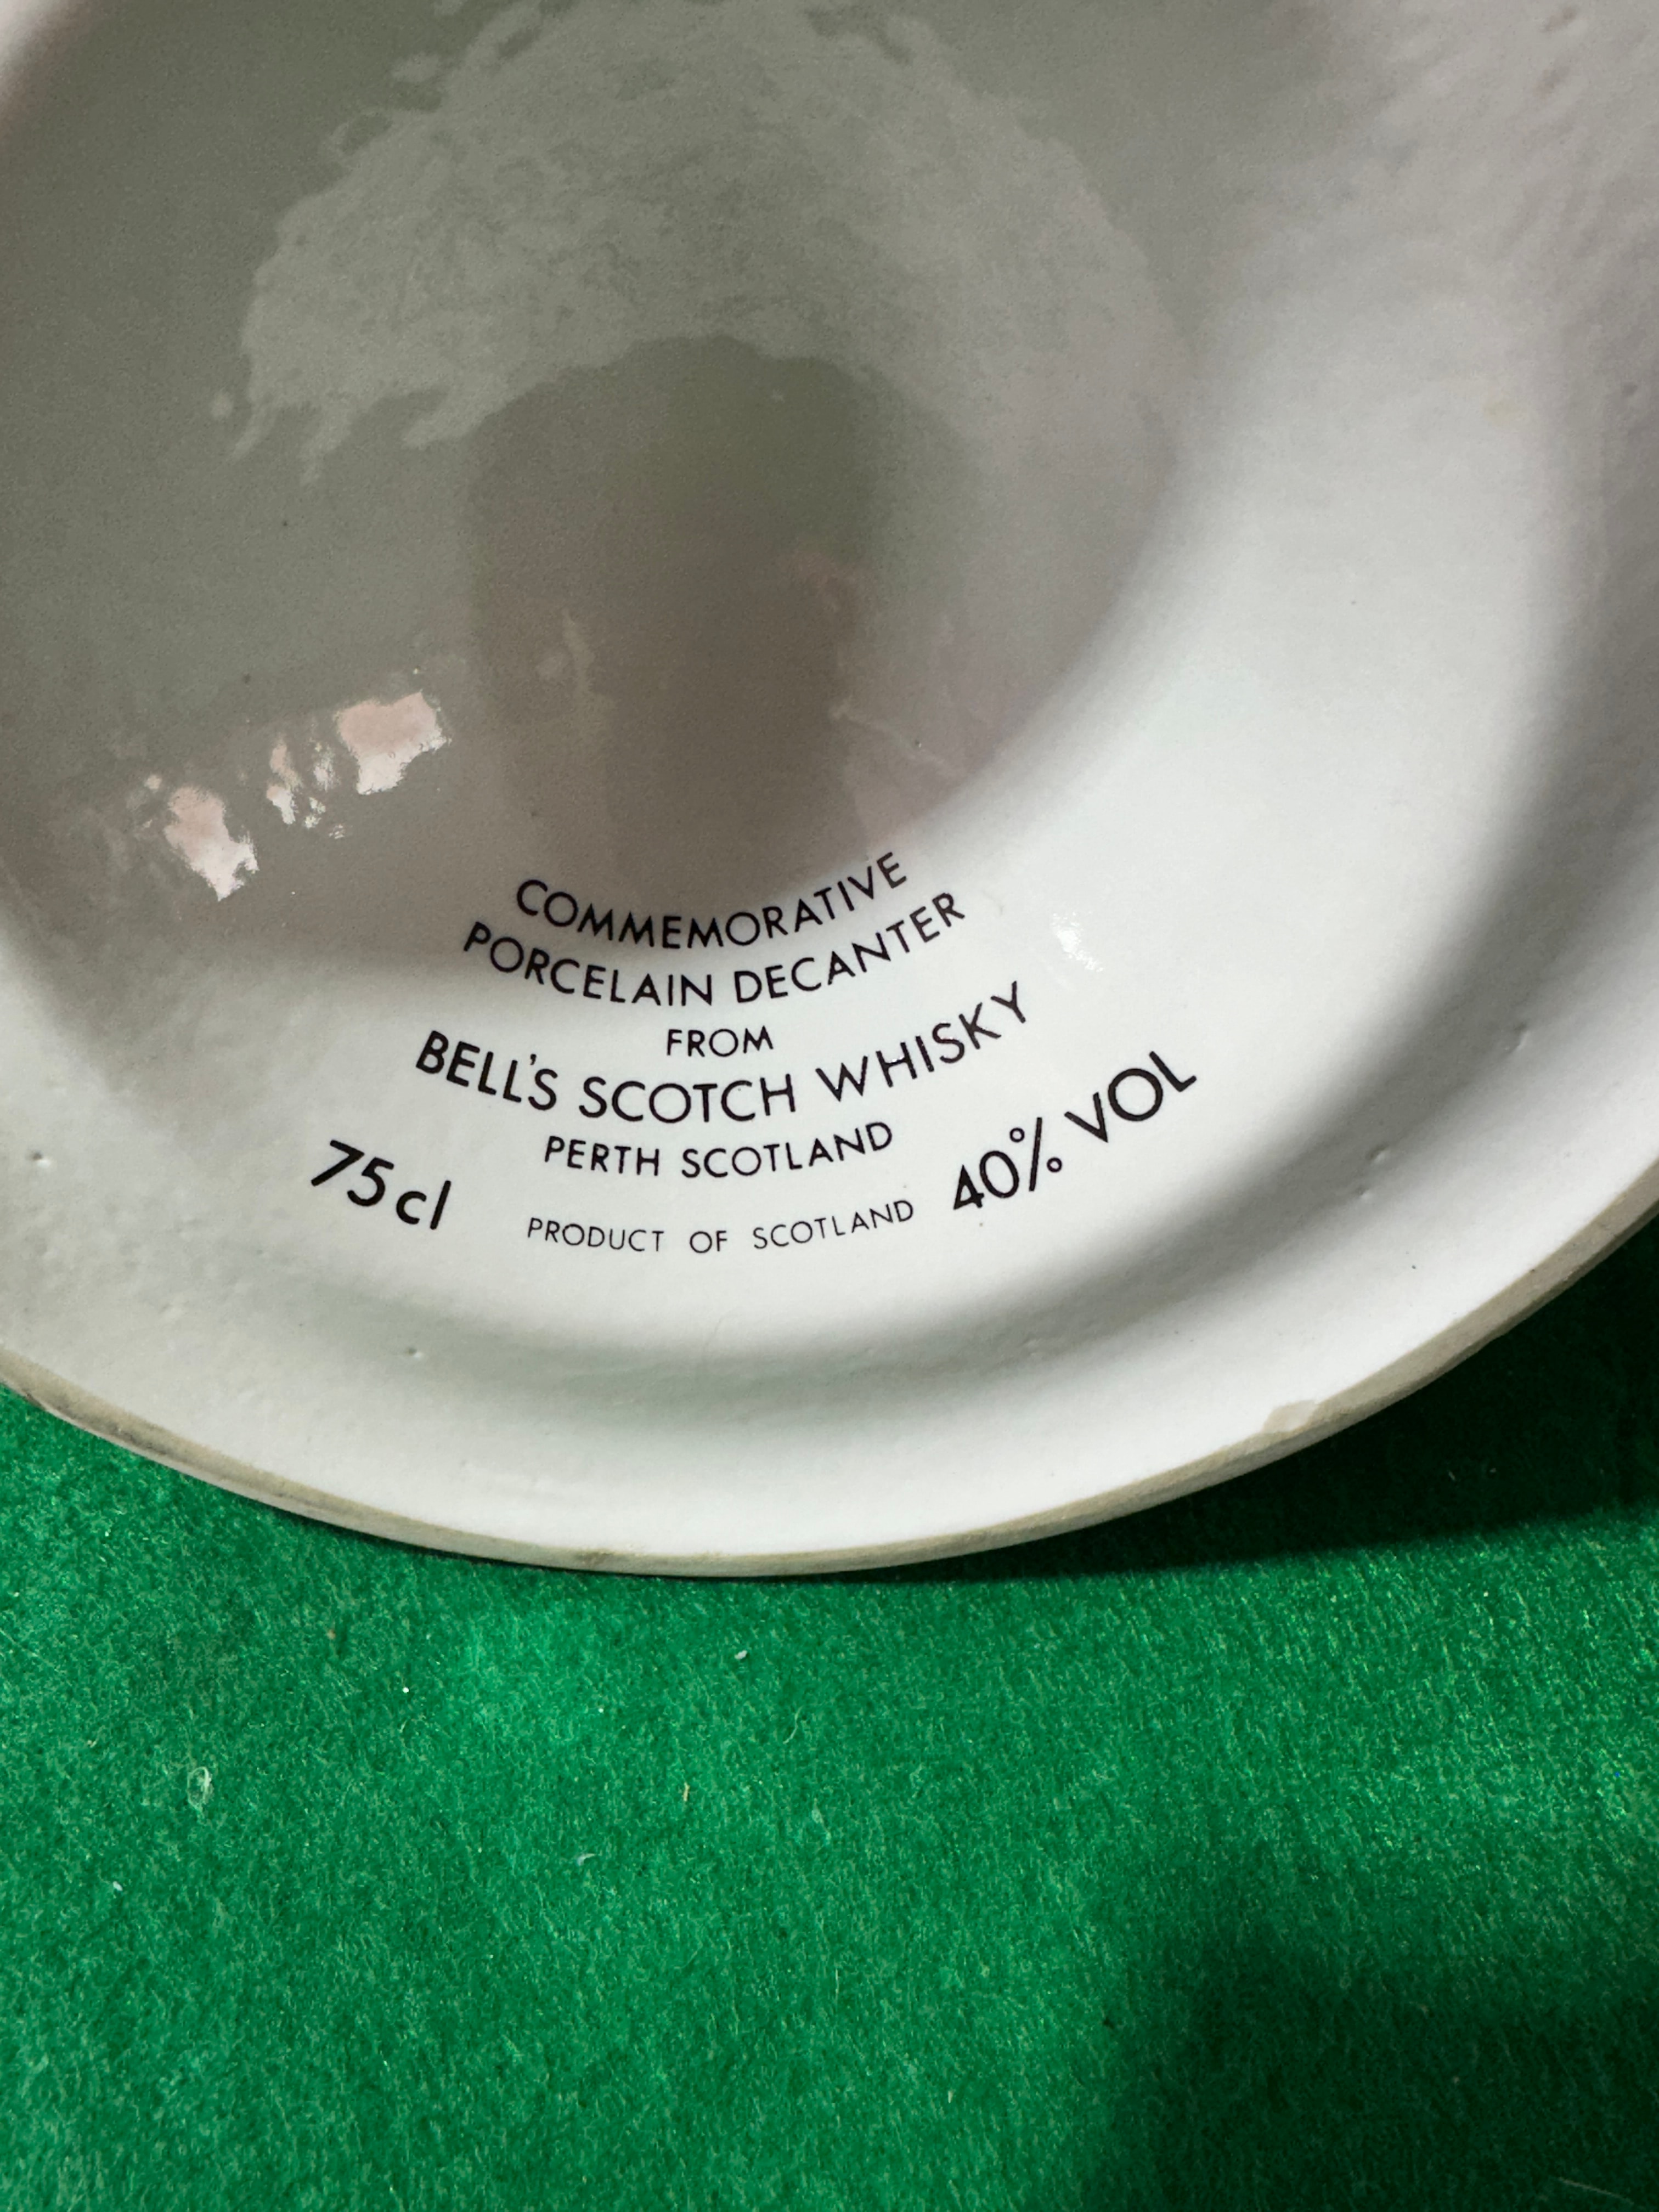 COMMEMORATIVE
PORCELAIN DECANTER
FROM
BELL'S SCOTCH WHISKY
PERTH SCOTLAND
75cl PRODUCT OF SCOTLAND 40% VOL